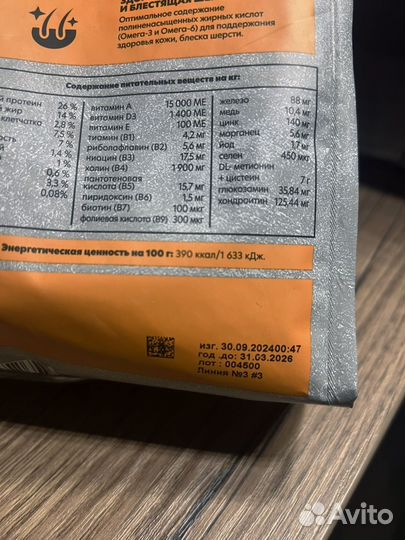 И БЛЕСТЯЩАЯ
Оптимальное содержание
полиненасыщенных жирных кислот
(Омега-3 и Омега-6) для поддержания
здоровья кожи, блеска шерсти.
Содержание питательных веществ на кг:
протеин 26 %
жир 14 %
клетчатка 2,8 %
7,5 %
7 %
1,4 %
1 %
0,6 %
3,3 %
0,08%
витамин А 15 000 МЕ
витамин D3 1 400 МЕ
витамин Е 100 МЕ
тиамин (В1) 4,2 мг
рибофлавин (В2) 5,6 мг
ниацин (В3) 17,5 мг
холин (В4) 1 900 мг
пантотеновая
кислота (В5) 15,7 мг
пиридоксин (В6) 1,5 мг
биотин (В7) 100 мкг
фолиевая кислота (В9) 300 мкг
железо 88 мг
медь 10,4 мг
цинк 140 мг
марганец 5,6 мг
йод 1,7 мг
селен 450 мкг
DL- метионин
+ цистеин 7 г
глюкозамин 35,84 мг
хондроитин 125,44 мг
Энергетическая ценность на 100 г: 390 ккал/1 633 кДж.
изг. 30.09.202400:47
год .до: 31.03.2026
лот : 004500
Линия №3 #3
Avito